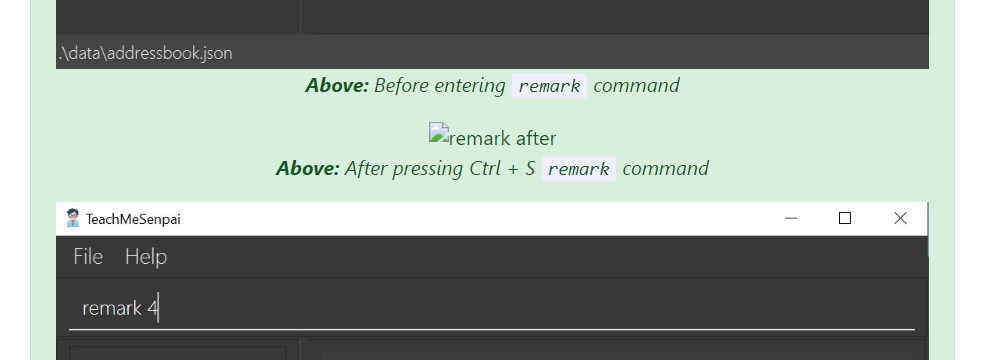 .\data\addressbook.json
Above: Before entering remark command
remark after
Above: After pressing Ctrl + S remark command
TeachMeSenpai
File Help
remark 4